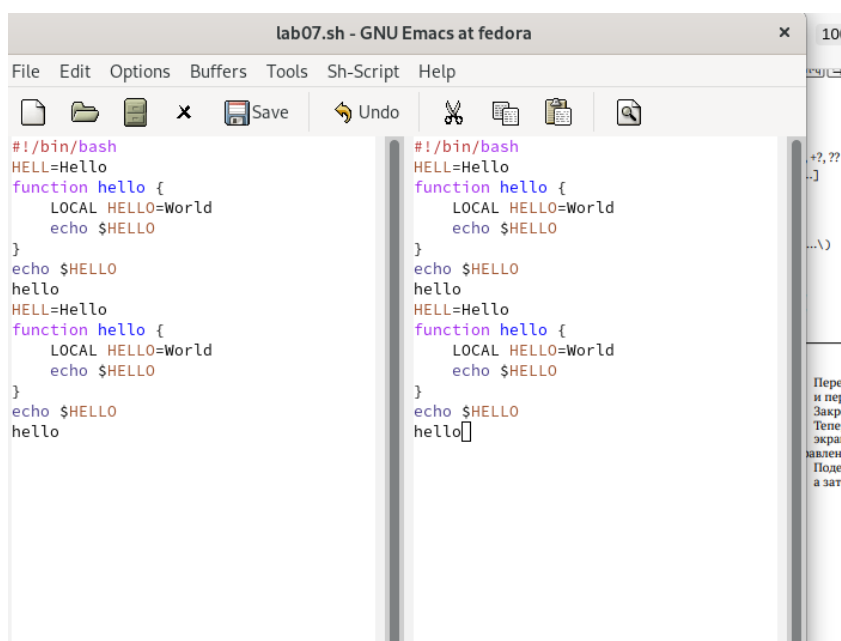 lab07.sh - GNU Emacs at fedora
File Edit Options Buffers Tools Sh-Script Help
Save Undo
#!/bin/bash
HELL=Hello
function hello {
    LOCAL HELLO=World
    echo $HELLO
}
echo $HELLO
hello
HELL=Hello
function hello {
    LOCAL HELLO=World
    echo $HELLO
}
echo $HELLO
hello
#!/bin/bash
HELL=Hello
function hello {
    LOCAL HELLO=World
    echo $HELLO
}
echo $HELLO
hello
HELL=Hello
function hello {
    LOCAL HELLO=World
    echo $HELLO
}
echo $HELLO
hello
, +?, ??
..]
...\)
и
а